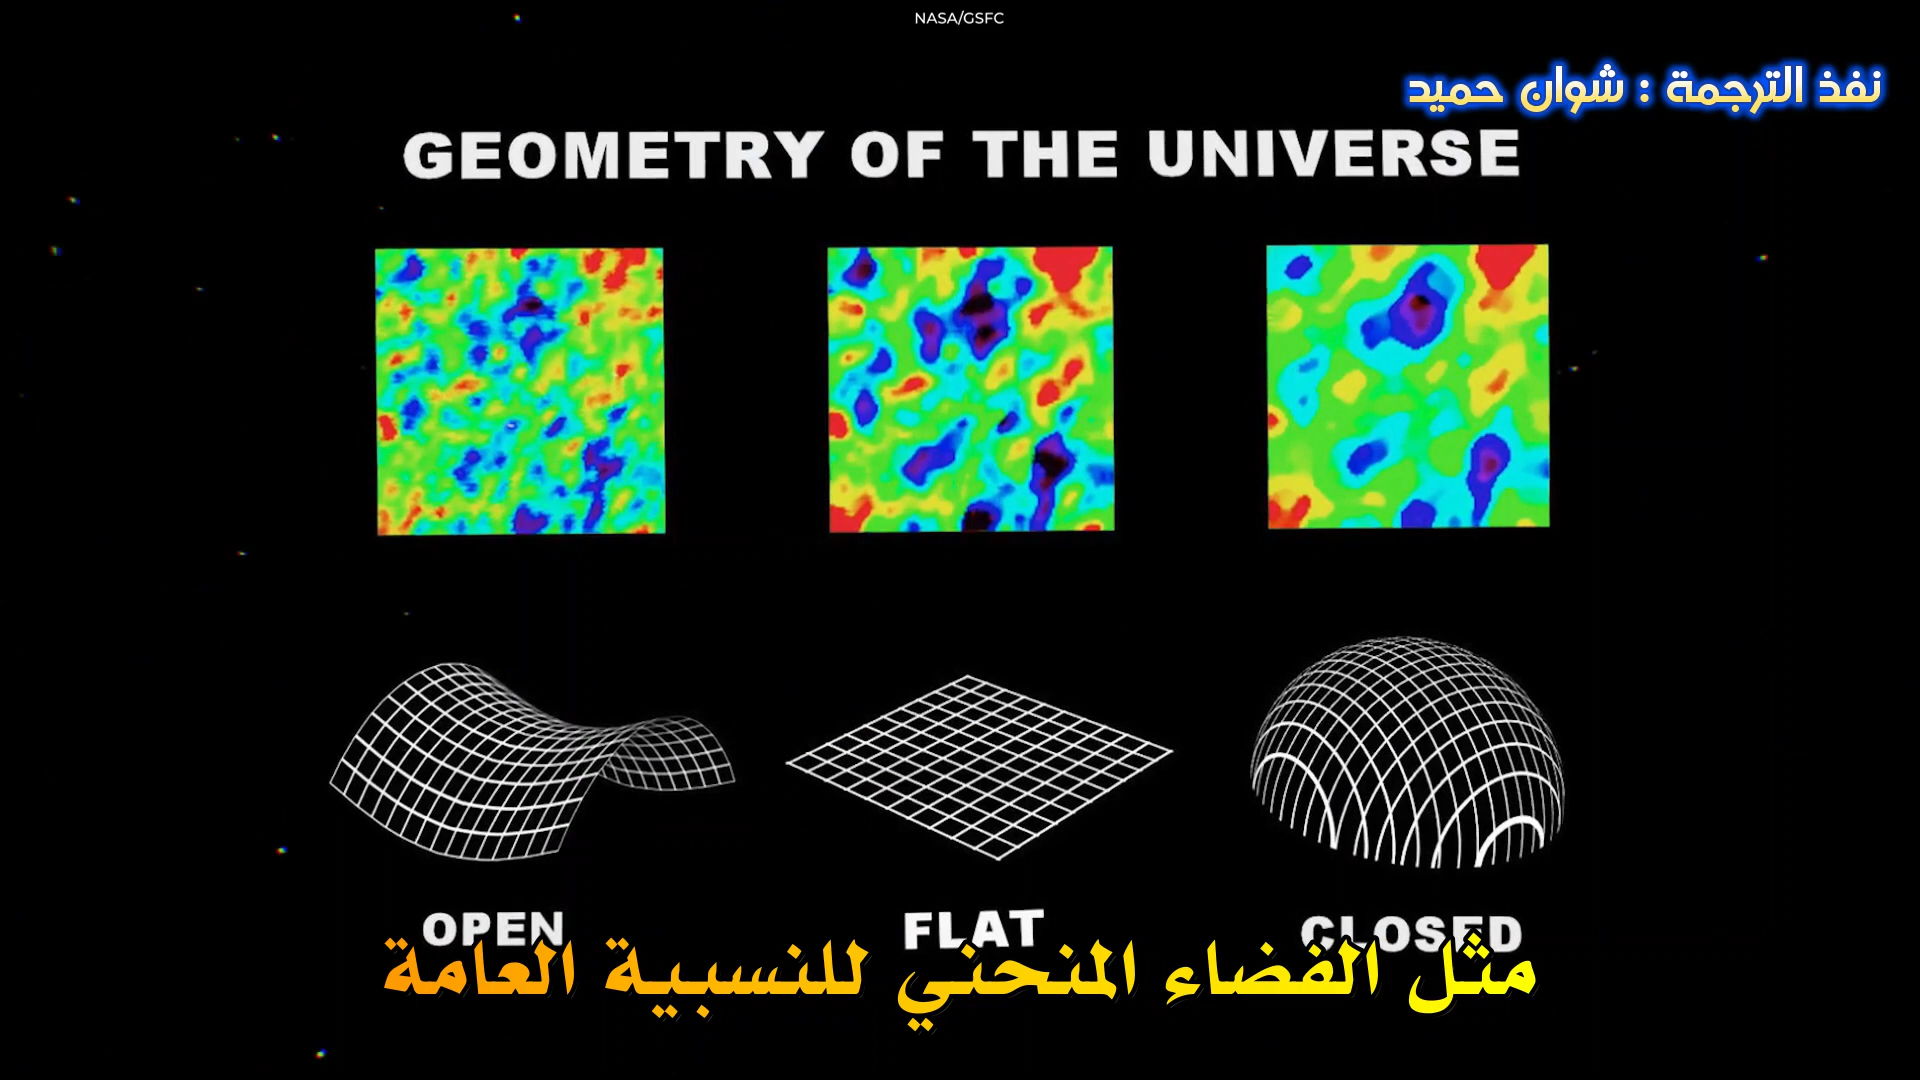 NASA/GSFC
نفذ الترجمة : شوان حميد
GEOMETRY OF THE UNIVERSE
OPEN
FLAT
CLOSED
مثل الفضاء المنحني للنسبية العامة